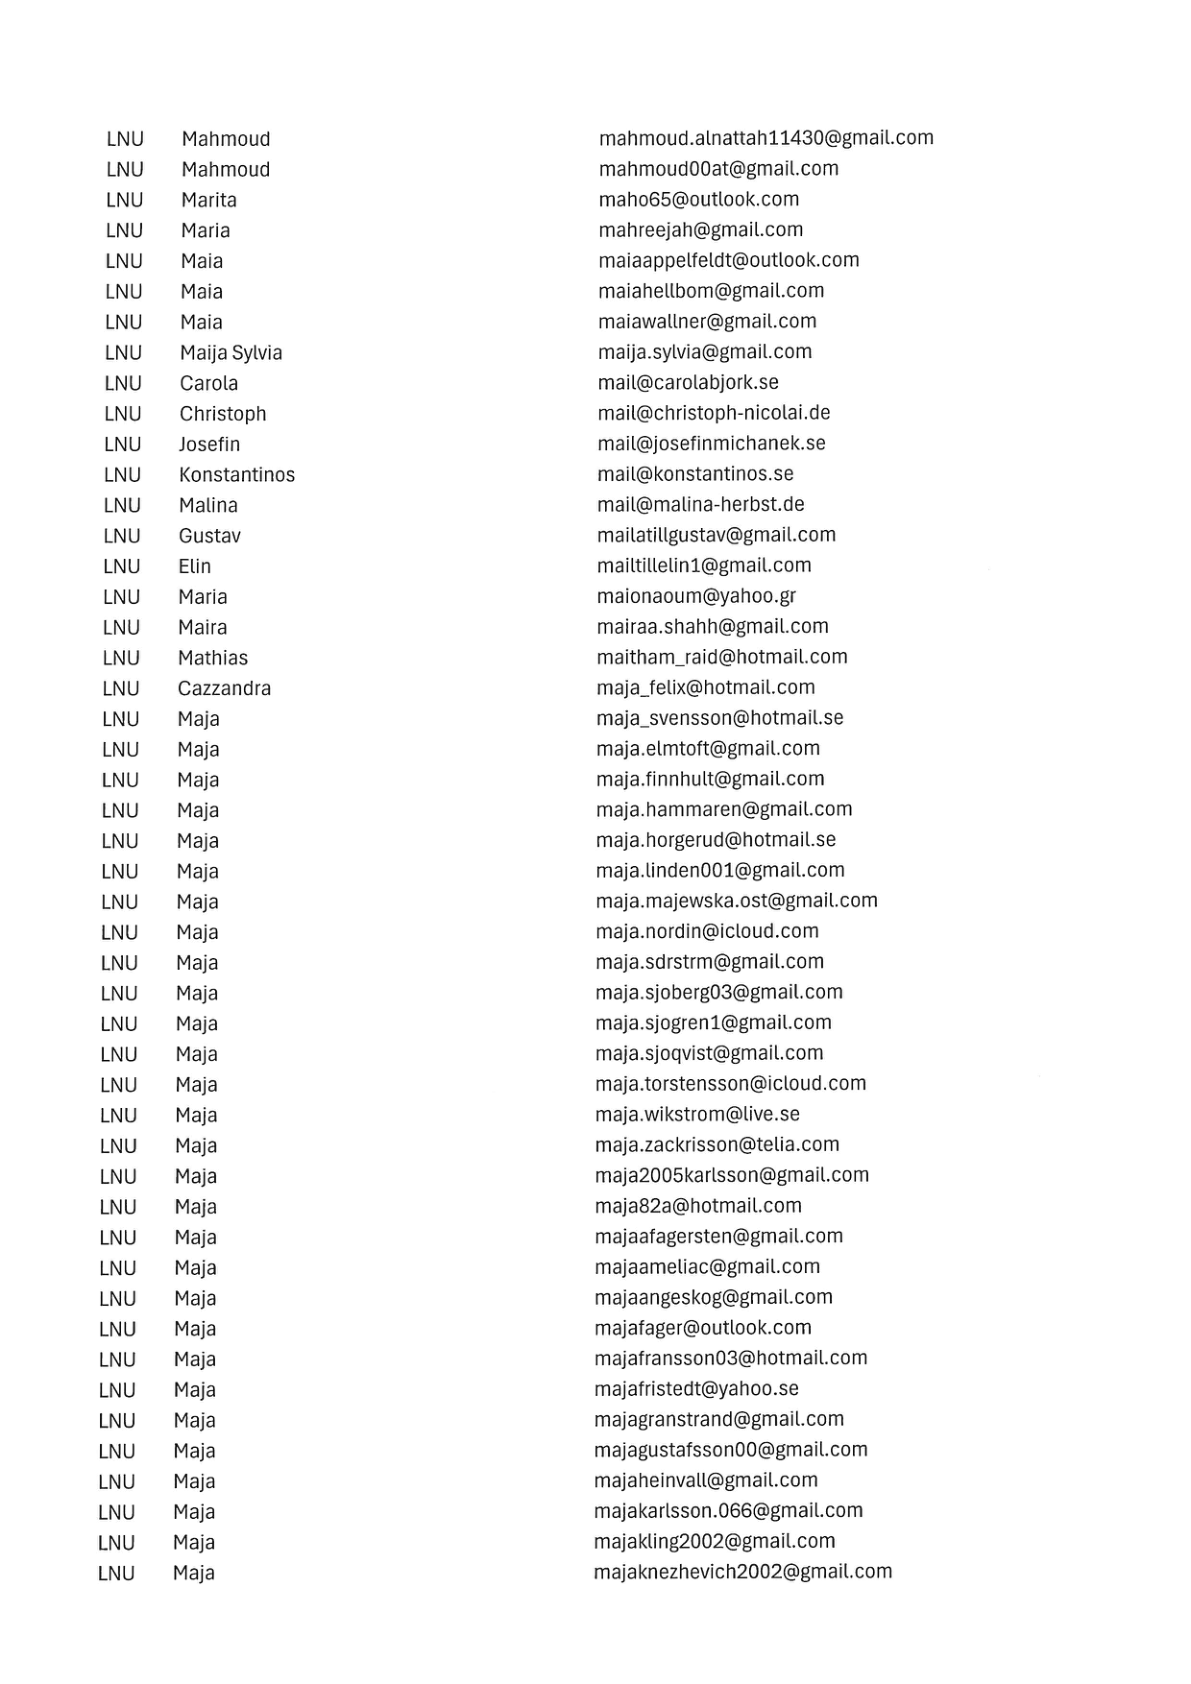 LNU Mahmoud mahmoud.alnattah11430@gmail.com
LNU Mahmoud mahmoud00at@gmail.com
LNU Marita maho65@outlook.com
LNU Maria mahreejah@gmail.com
LNU Maia maiaappelfeldt@outlook.com
LNU Maia maiahellbom@gmail.com
LNU Maia maiawallner@gmail.com
LNU Maija Sylvia maija.sylvia@gmail.com
LNU Carola mail@carolabjork.se
LNU Christoph mail@christoph-nicolai.de
LNU Josefin mail@josefinmichanek.se
LNU Konstantinos mail@konstantinos.se
LNU Malina mail@malina-herbst.de
LNU Gustav mailatillgustav@gmail.com
LNU Elin mailtillelin1@gmail.com
LNU Maria maionaoum@yahoo.gr
LNU Maira mairaa.shahh@gmail.com
LNU Mathias maitham_raid@hotmail.com
LNU Cazzandra maja_felix@hotmail.com
LNU Maja maja_svensson@hotmail.se
LNU Maja maja.elmtoft@gmail.com
LNU Maja maja.finnhult@gmail.com
LNU Maja maja.hammaren@gmail.com
LNU Maja maja.horgerud@hotmail.se
LNU Maja maja.linden001@gmail.com
LNU Maja maja.majewska.ost@gmail.com
LNU Maja maja.nordin@icloud.com
LNU Maja maja.sdrstrm@gmail.com
LNU Maja maja.sjoberg03@gmail.com
LNU Maja maja.sjogren1@gmail.com
LNU Maja maja.sjoqvist@gmail.com
LNU Maja maja.torstensson@icloud.com
LNU Maja maja.wikstrom@live.se
LNU Maja maja.zackrisson@telia.com
LNU Maja maja2005karlsson@gmail.com
LNU Maja maja82a@hotmail.com
LNU Maja majaafagersten@gmail.com
LNU Maja majaameliac@gmail.com
LNU Maja majaangeskog@gmail.com
LNU Maja majafager@outlook.com
LNU Maja majafransson03@hotmail.com
LNU Maja majafristedt@yahoo.se
LNU Maja majagranstrand@gmail.com
LNU Maja majagustafsson00@gmail.com
LNU Maja majaheinvall@gmail.com
LNU Maja majakarlsson.066@gmail.com
LNU Maja majakling2002@gmail.com
LNU Maja majaknezhevich2002@gmail.com